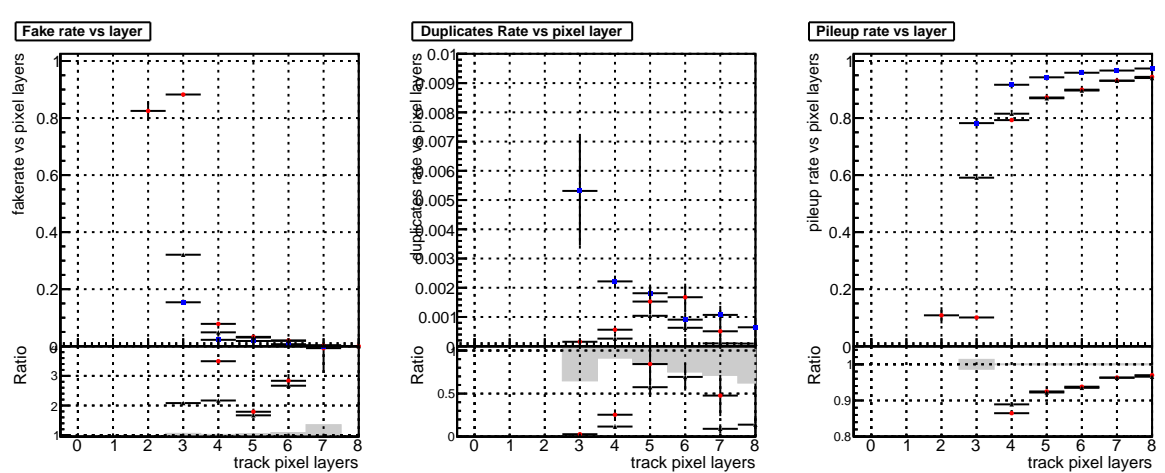 Fake rate vs layer
fakerate vs pixel layers
1
0.8
0.6
0.4
0.2
0
Ratio
3
2
1
0 1 2 3 4 5 6 7 8
track pixel layers
Duplicates Rate vs pixel layer
duplicates rate vs pixel layers
0.01
0.009
0.008
0.007
0.006
0.005
0.004
0.003
0.002
0.001
0
Ratio
1
0.5
0
0 1 2 3 4 5 6 7 8
track pixel layers
Pileup rate vs layer
pileup rate vs pixel layers
1
0.8
0.6
0.4
0.2
0
Ratio
1
0.9
0.8
0 1 2 3 4 5 6 7 8
track pixel layers